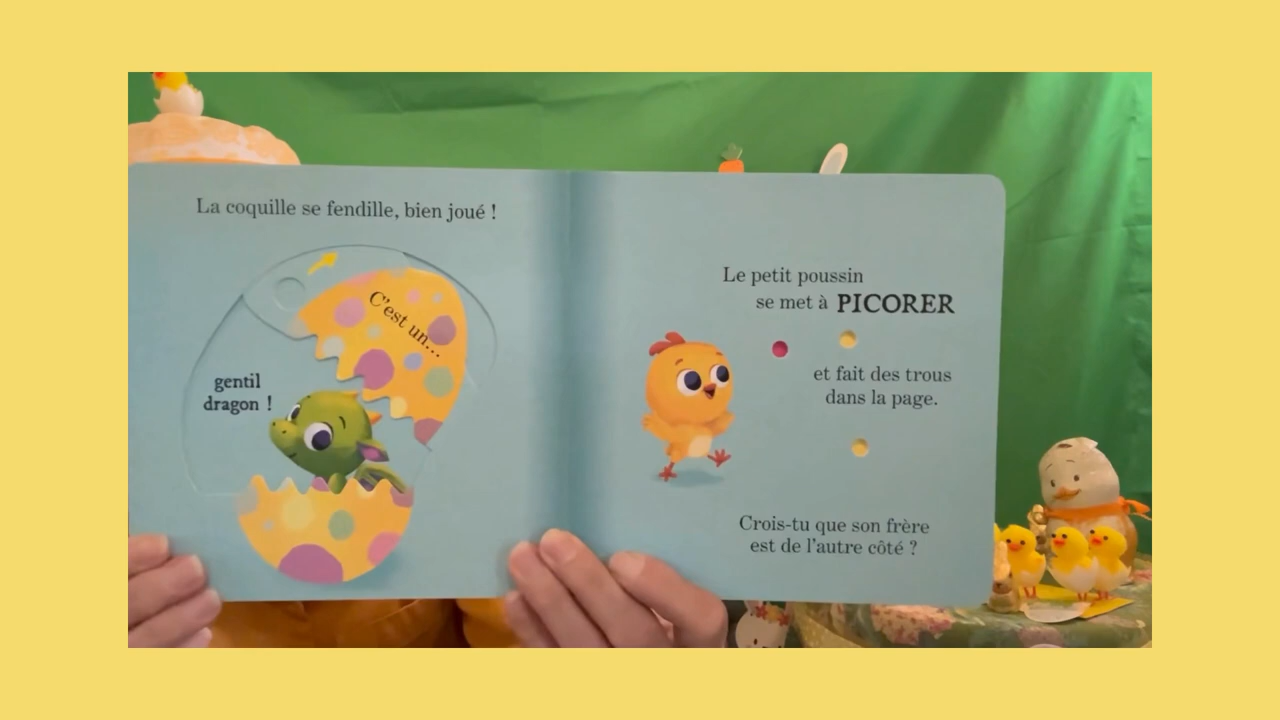 La coquille se fendille, bien joué !
C'est un...
gentil
dragon !
Le petit poussin
se met à PICORER
et fait des trous
dans la page.
Crois-tu que son frère
est de l'autre côté ?